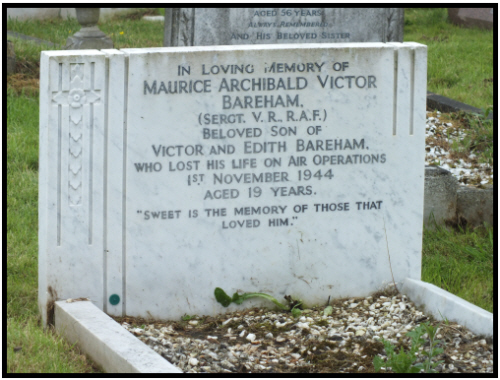 AGED 56 YEARS
ALWAYS REMEMBERED
AND HIS BELOVED SISTER
IN LOVING MEMORY OF
MAURICE ARCHIBALD VICTOR
BAREHAM.
(SERGT. V. R., R.A.F.)
BELOVED SON OF
VICTOR AND EDITH BAREHAM.
WHO LOST HIS LIFE ON AIR OPERATIONS
1ST NOVEMBER 1944
AGED 19 YEARS.
"SWEET IS THE MEMORY OF THOSE THAT
LOVED HIM."